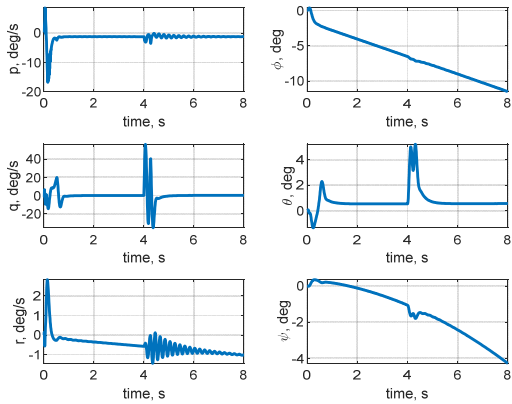 p, deg/s
0
-10
-20
0 2 4 6 8
time, s
ϕ, deg
0
-5
-10
0 2 4 6 8
time, s
q, deg/s
40
20
0
-20
0 2 4 6 8
time, s
θ, deg
4
2
0
0 2 4 6 8
time, s
r, deg/s
2
1
0
-1
0 2 4 6 8
time, s
ψ, deg
0
-2
-4
0 2 4 6 8
time, s